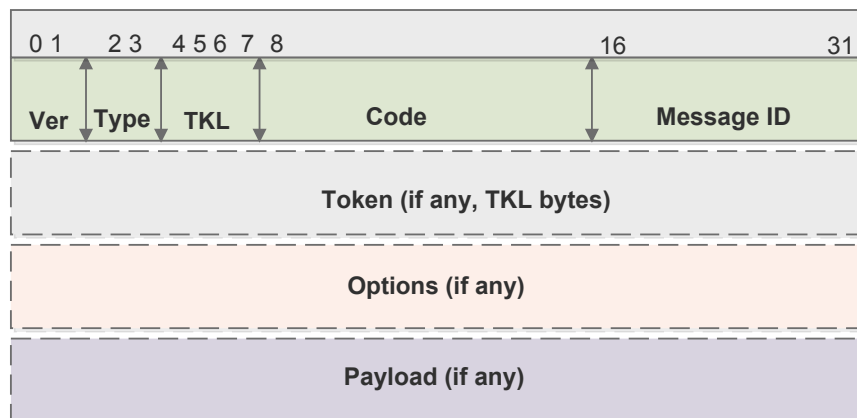 0 1 2 3 4 5 6 7 8 16 31
Ver Type TKL Code Message ID
Token (if any, TKL bytes)
Options (if any)
Payload (if any)